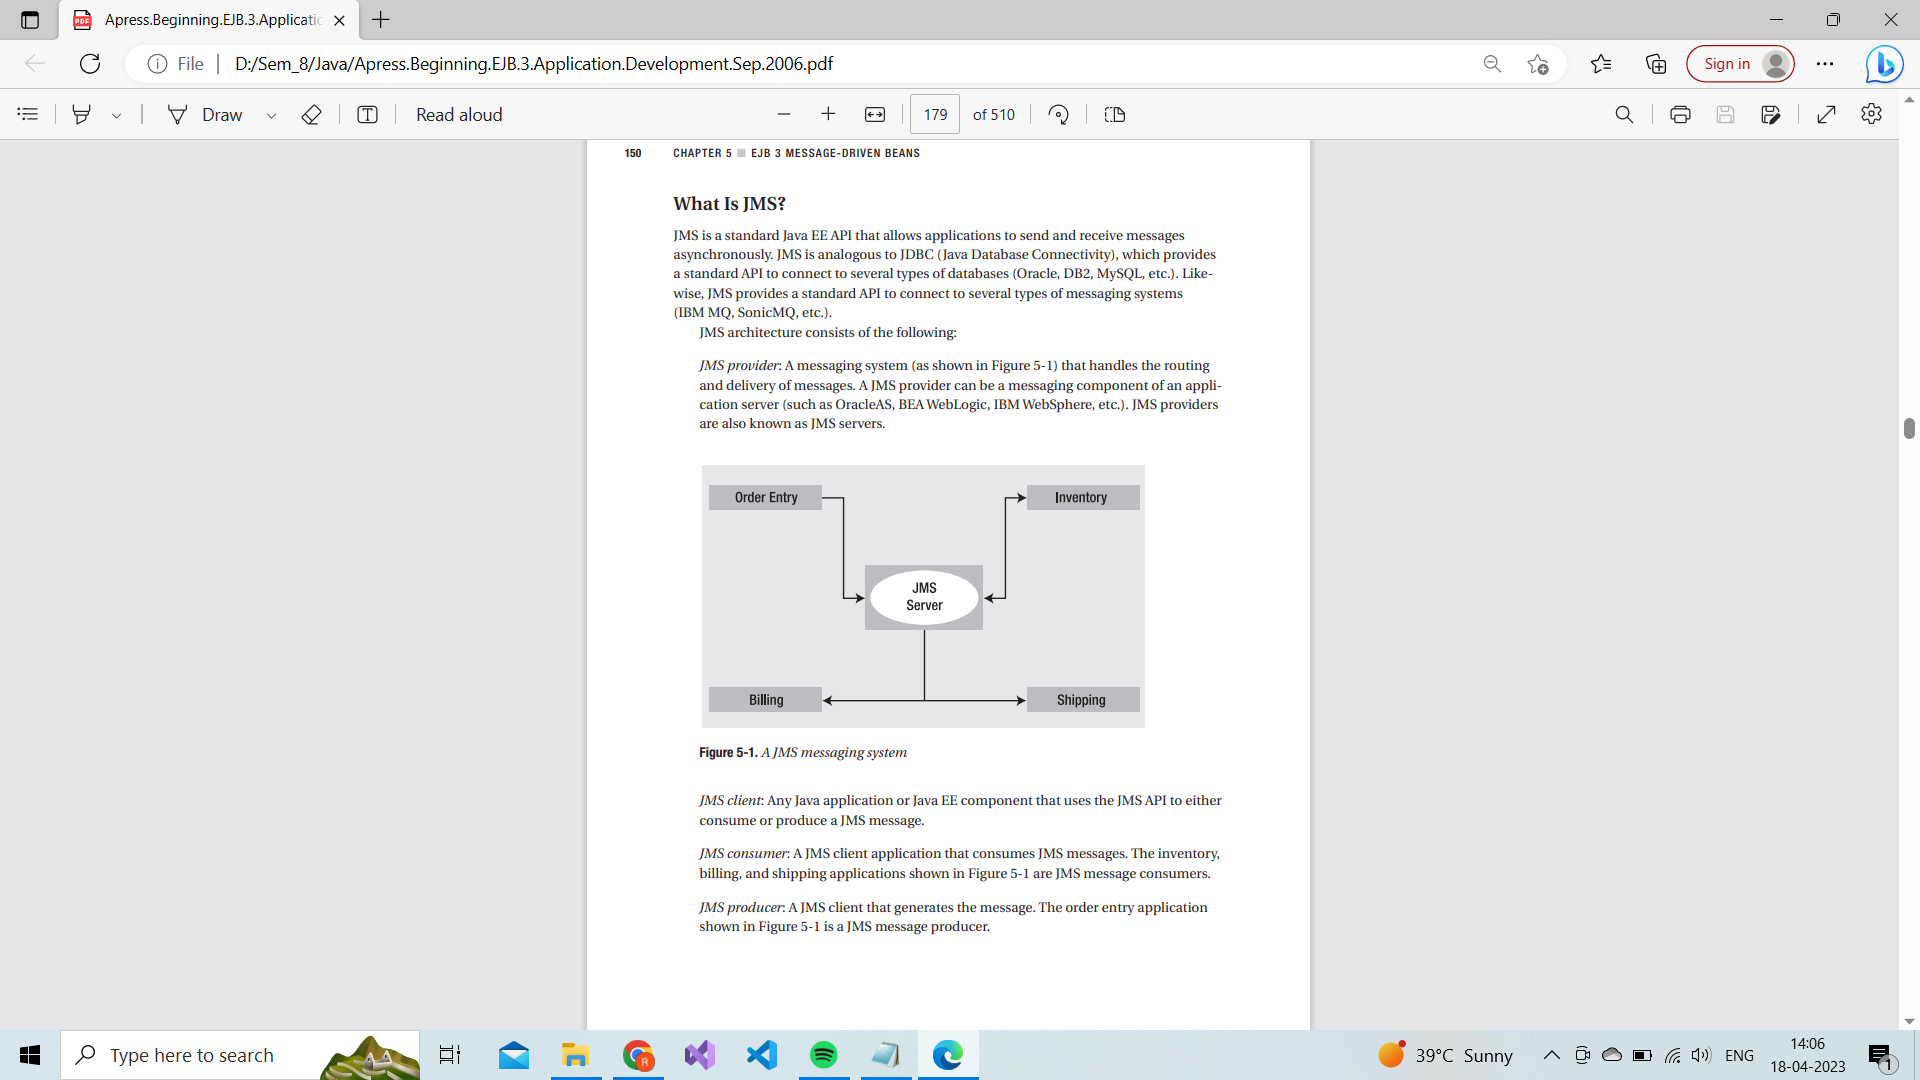 Apress.Beginning.EJB.3.Applicatic
File
D:/Sem_8/Java/Apress.Beginning.EJB.3.Application.Development.Sep.2006.pdf
Sign in
Draw
T
Read aloud
179 of 510
150 CHAPTER 5 ■ EJB 3 MESSAGE-DRIVEN BEANS
What Is JMS?
JMS is a standard Java EE API that allows applications to send and receive messages
asynchronously. JMS is analogous to JDBC (Java Database Connectivity), which provides
a standard API to connect to several types of databases (Oracle, DB2, MySQL, etc.). Like-
wise, JMS provides a standard API to connect to several types of messaging systems
(IBM MQ, SonicMQ, etc.).
JMS architecture consists of the following:
JMS provider: A messaging system (as shown in Figure 5-1) that handles the routing
and delivery of messages. A JMS provider can be a messaging component of an appli-
cation server (such as OracleAS, BEA WebLogic, IBM WebSphere, etc.). JMS providers
are also known as JMS servers.
Order Entry
Inventory
JMS
Server
Billing
Shipping
Figure 5-1. A JMS messaging system
JMS client: Any Java application or Java EE component that uses the JMS API to either
consume or produce a JMS message.
JMS consumer: A JMS client application that consumes JMS messages. The inventory,
billing, and shipping applications shown in Figure 5-1 are JMS message consumers.
JMS producer: A JMS client that generates the message. The order entry application
shown in Figure 5-1 is a JMS message producer.
Type here to search
R
39°C Sunny
ENG
14:06
18-04-2023
1